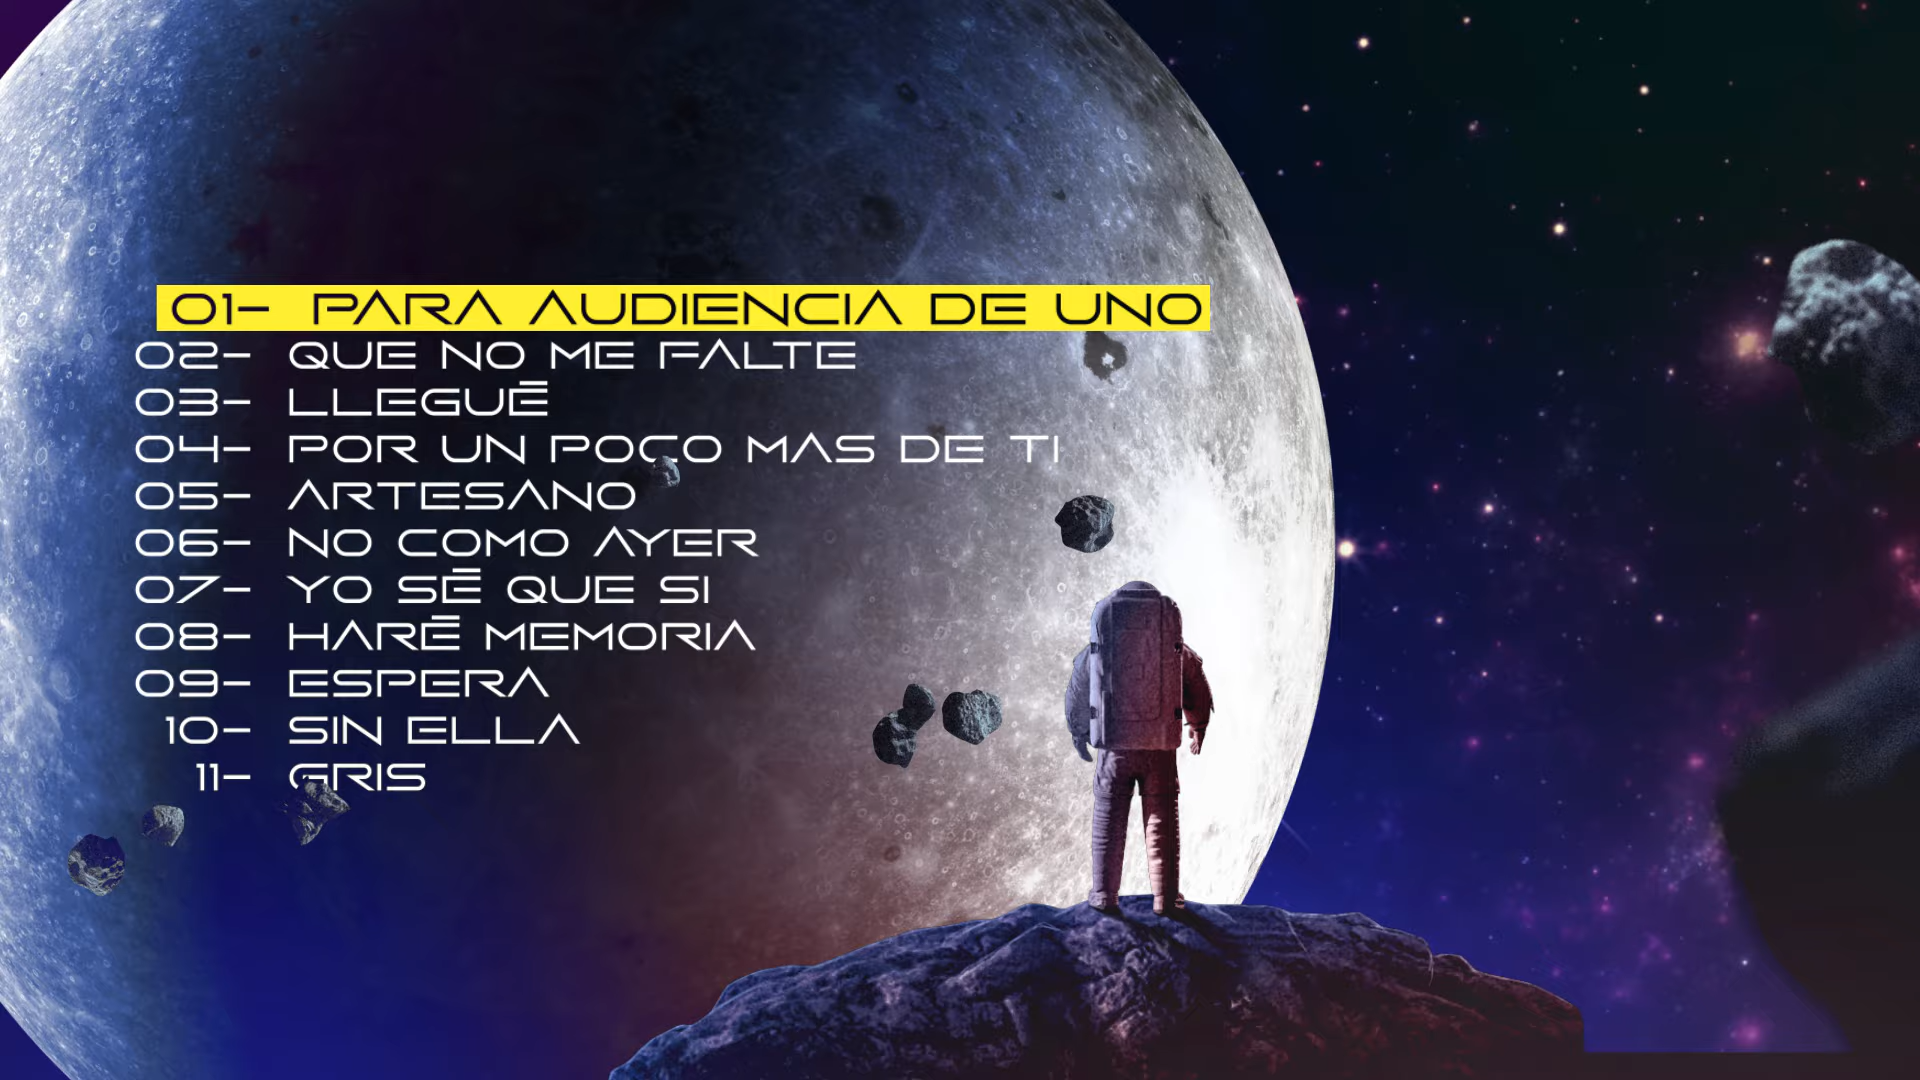 01- PARA AUDIENCIA DE UNO
02- QUE NO ME FALTE
03- LLEGUÉ
04- POR UN POCO MAS DE TI
05- ARTESANO
06- NO COMO AYER
07- YO SÉ QUE SI
08- HARÉ MEMORIA
09- ESPERA
10- SIN ELLA
11- GRIS